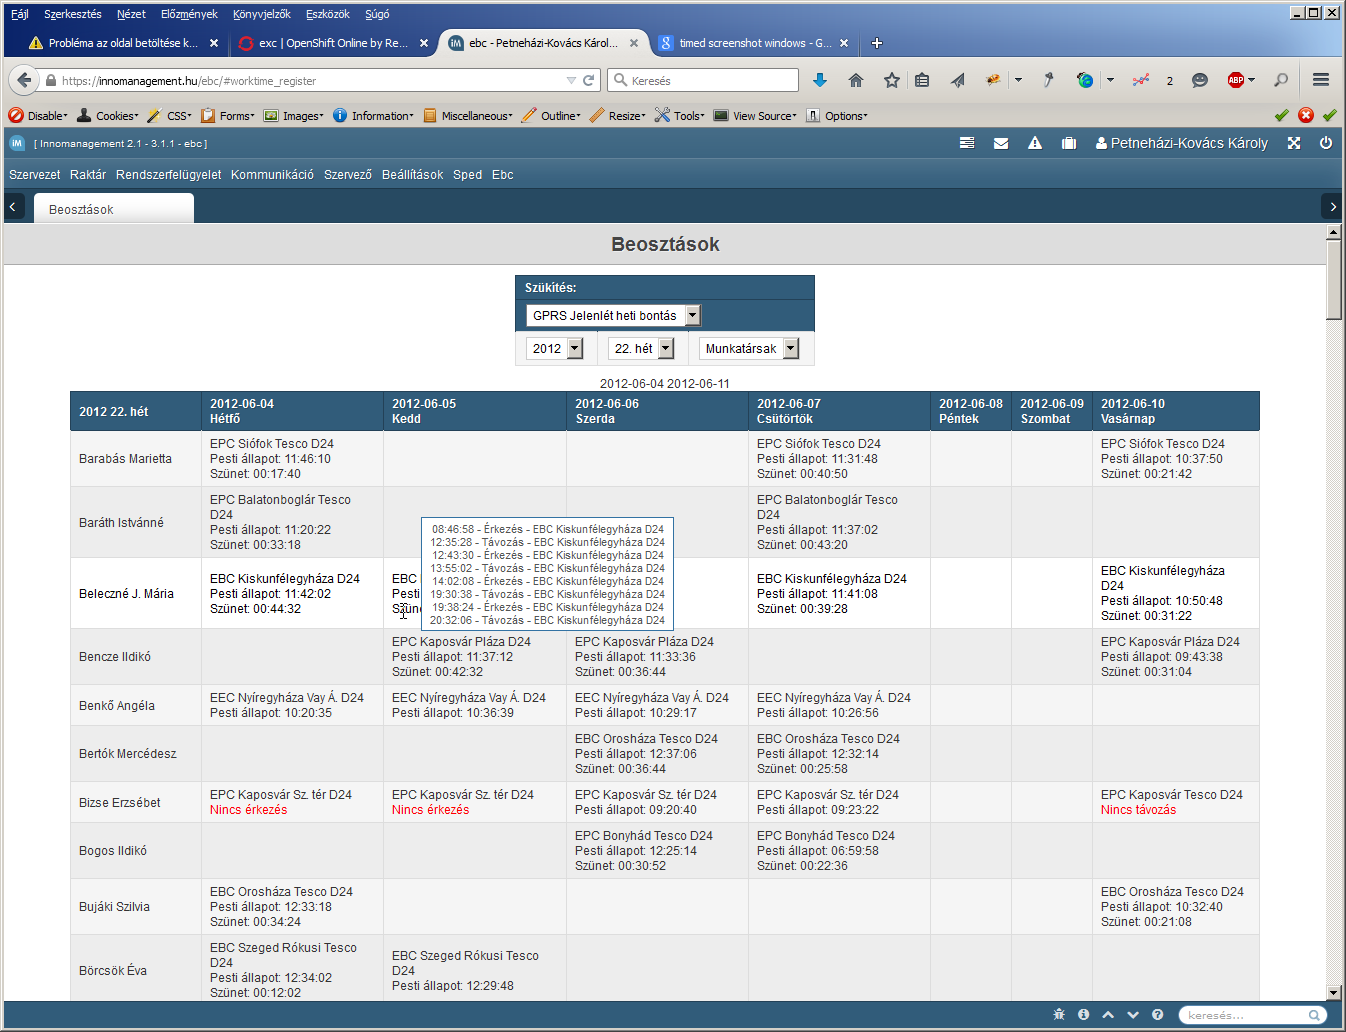 Fájl Szerkesztés Nézet Előzmények Könyvjelzők Eszközök Súgó
Probléma az oldal betöltése k... exc | OpenShift Online by Re... ebc - Petneházi-Kovács Károl... timed screenshot windows - G...
https://innomanagement.hu/ebc/#worktime_register Keresés 2 ABP
Disable Cookies CSS Forms Images Information Miscellaneous Outline Resize Tools View Source Options
iM [ Innomanagement 2.1 - 3.1.1 - ebc ] Petneházi-Kovács Károly
Szervezet Raktár Rendszerfelügyelet Kommunikáció Szervező Beállítások Sped Ebc
Beosztások
Beosztások
Szűkítés:
GPRS Jelenlét heti bontás
2012 22. hét Munkatársak
2012-06-04 2012-06-11
2012 22. hét
2012-06-04
Hétfő
2012-06-05
Kedd
2012-06-06
Szerda
2012-06-07
Csütörtök
2012-06-08
Péntek
2012-06-09
Szombat
2012-06-10
Vasárnap
Barabás Marietta
EPC Siófok Tesco D24
Pesti állapot: 11:46:10
Szünet: 00:17:40
EPC Siófok Tesco D24
Pesti állapot: 11:31:48
Szünet: 00:40:50
EPC Siófok Tesco D24
Pesti állapot: 10:37:50
Szünet: 00:21:42
Baráth Istvánné
EPC Balatonboglár Tesco
D24
Pesti állapot: 11:20:22
Szünet: 00:33:18
EPC Balatonboglár Tesco
D24
Pesti állapot: 11:37:02
Szünet: 00:43:20
Beleczné J. Mária
EBC Kiskunfélegyháza D24
Pesti állapot: 11:42:02
Szünet: 00:44:32
EBC
Pesti
Szüne
08:46:58 - Érkezés - EBC Kiskunfélegyháza D24
12:35:28 - Távozás - EBC Kiskunfélegyháza D24
12:43:30 - Érkezés - EBC Kiskunfélegyháza D24
13:55:02 - Távozás - EBC Kiskunfélegyháza D24
14:02:08 - Érkezés - EBC Kiskunfélegyháza D24
19:30:38 - Távozás - EBC Kiskunfélegyháza D24
19:38:24 - Érkezés - EBC Kiskunfélegyháza D24
20:32:06 - Távozás - EBC Kiskunfélegyháza D24
EBC Kiskunfélegyháza D24
Pesti állapot: 11:41:08
Szünet: 00:39:28
EBC Kiskunfélegyháza
D24
Pesti állapot: 10:50:48
Szünet: 00:31:22
Bencze Ildikó
EPC Kaposvár Pláza D24
Pesti állapot: 11:37:12
Szünet: 00:42:32
EPC Kaposvár Pláza D24
Pesti állapot: 11:33:36
Szünet: 00:36:44
EPC Kaposvár Pláza D24
Pesti állapot: 09:43:38
Szünet: 00:31:04
Benkő Angéla
EEC Nyíregyháza Vay Á. D24
Pesti állapot: 10:20:35
EEC Nyíregyháza Vay Á. D24
Pesti állapot: 10:36:39
EEC Nyíregyháza Vay Á. D24
Pesti állapot: 10:29:17
EEC Nyíregyháza Vay Á. D24
Pesti állapot: 10:26:56
Bertók Mercédesz
EBC Orosháza Tesco D24
Pesti állapot: 12:37:06
Szünet: 00:36:44
EBC Orosháza Tesco D24
Pesti állapot: 12:32:14
Szünet: 00:25:58
Bizse Erzsébet
EPC Kaposvár Sz. tér D24
Nincs érkezés
EPC Kaposvár Sz. tér D24
Nincs érkezés
EPC Kaposvár Sz. tér D24
Pesti állapot: 09:20:40
EPC Kaposvár Sz. tér D24
Pesti állapot: 09:23:22
EPC Kaposvár Tesco D24
Nincs távozás
Bogos Ildikó
EPC Bonyhád Tesco D24
Pesti állapot: 12:25:14
Szünet: 00:30:52
EPC Bonyhád Tesco D24
Pesti állapot: 06:59:58
Szünet: 00:22:36
Bujáki Szilvia
EBC Orosháza Tesco D24
Pesti állapot: 12:33:18
Szünet: 00:34:24
EBC Orosháza Tesco D24
Pesti állapot: 10:32:40
Szünet: 00:21:08
Börcsök Éva
EBC Szeged Rókusi Tesco
D24
Pesti állapot: 12:34:02
Szünet: 00:12:02
EBC Szeged Rókusi Tesco
D24
Pesti állapot: 12:29:48
keresés...